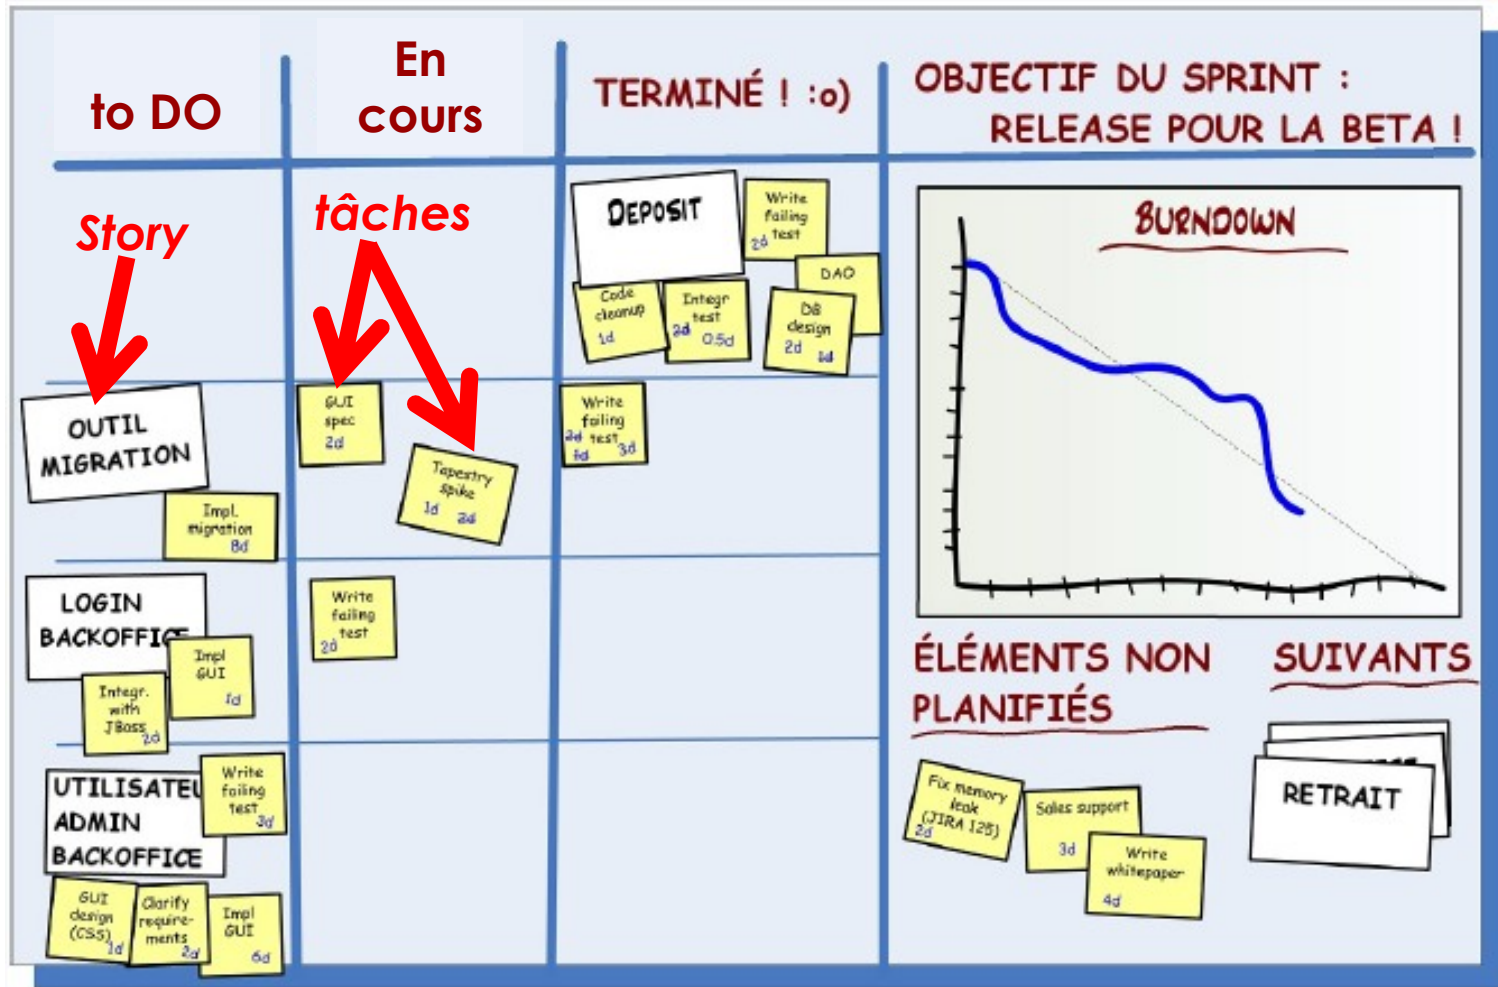 to DO
En
cours
TERMINÉ ! :o)
OBJECTIF DU SPRINT :
RELEASE POUR LA BETA !
Story
tâches
DEPOSIT
Write
failing
test
2d
DAO
Code
cleanup
1d
Integr
test
2d 0.5d
DB
design
2d
BURNDOWN
OUTIL
MIGRATION
Impl.
migration
8d
GUI
spec
2d
Tapestry
spike
1d 2d
Write
failing
test
2d
3d
LOGIN
BACKOFFICE
Impl
GUI
1d
Integr.
with
JBoss
2d
Write
failing
test
2d
UTILISATEU
ADMIN
BACKOFFICE
Write
failing
test
3d
GUI
design
(CSS)
1d
Clarify
require-
ments
2d
Impl
GUI
6d
ÉLÉMENTS NON
PLANIFIÉS
SUIVANTS
Fix memory
leak
(JIRA 125)
2d
Sales support
3d
Write
whitepaper
4d
RETRAIT